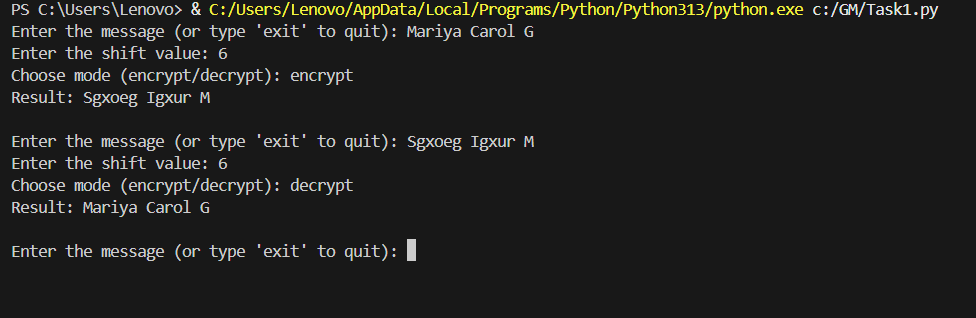 PS C:\Users\Lenovo> & C:/Users/Lenovo/AppData/Local/Programs/Python/Python313/python.exe c:/GM/Task1.py
Enter the message (or type 'exit' to quit): Mariya Carol G
Enter the shift value: 6
Choose mode (encrypt/decrypt): encrypt
Result: Sgxoeg Igxur M
Enter the message (or type 'exit' to quit): Sgxoeg Igxur M
Enter the shift value: 6
Choose mode (encrypt/decrypt): decrypt
Result: Mariya Carol G
Enter the message (or type 'exit' to quit):